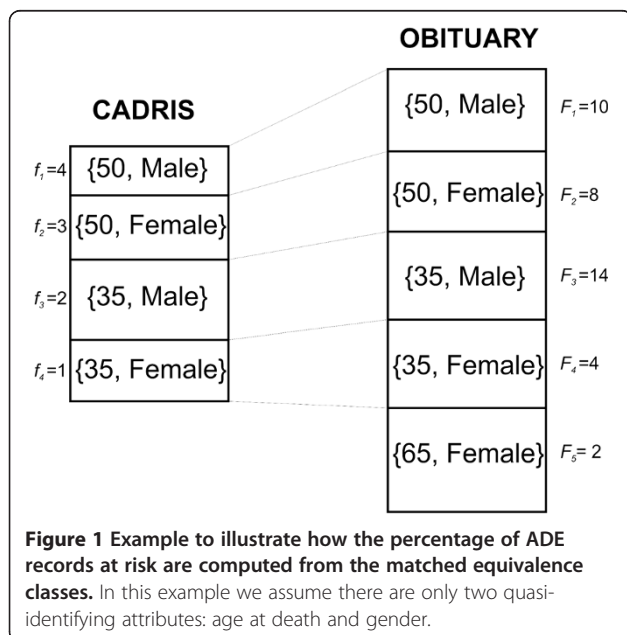 OBITUARY
CADRIS
{50, Male} F₁=10
f₁=4 {50, Male}
{50, Female} F₂=8
f₂=3 {50, Female}
{35, Male} F₃=14
f₃=2 {35, Male}
{35, Female} F₄=4
f₄=1 {35, Female}
{65, Female} F₅= 2
Figure 1 Example to illustrate how the percentage of ADE
records at risk are computed from the matched equivalence
classes. In this example we assume there are only two quasi-
identifying attributes: age at death and gender.